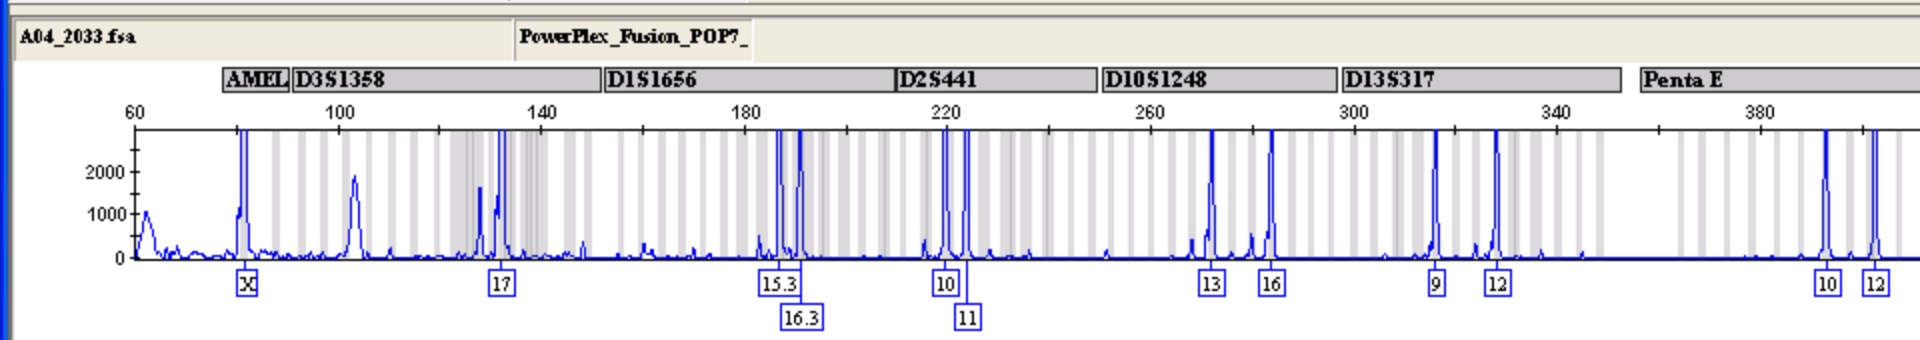 A04_2033.fsa PowerPlex_Fusion_POP7_
AMEL D3S1358 D1S1656 D2S441 D10S1248 D13S317 Penta E
60 100 140 180 220 260 300 340 380
2000
1000
0
X 17 15.3 10 13 16 9 12 10 12
16.3 11